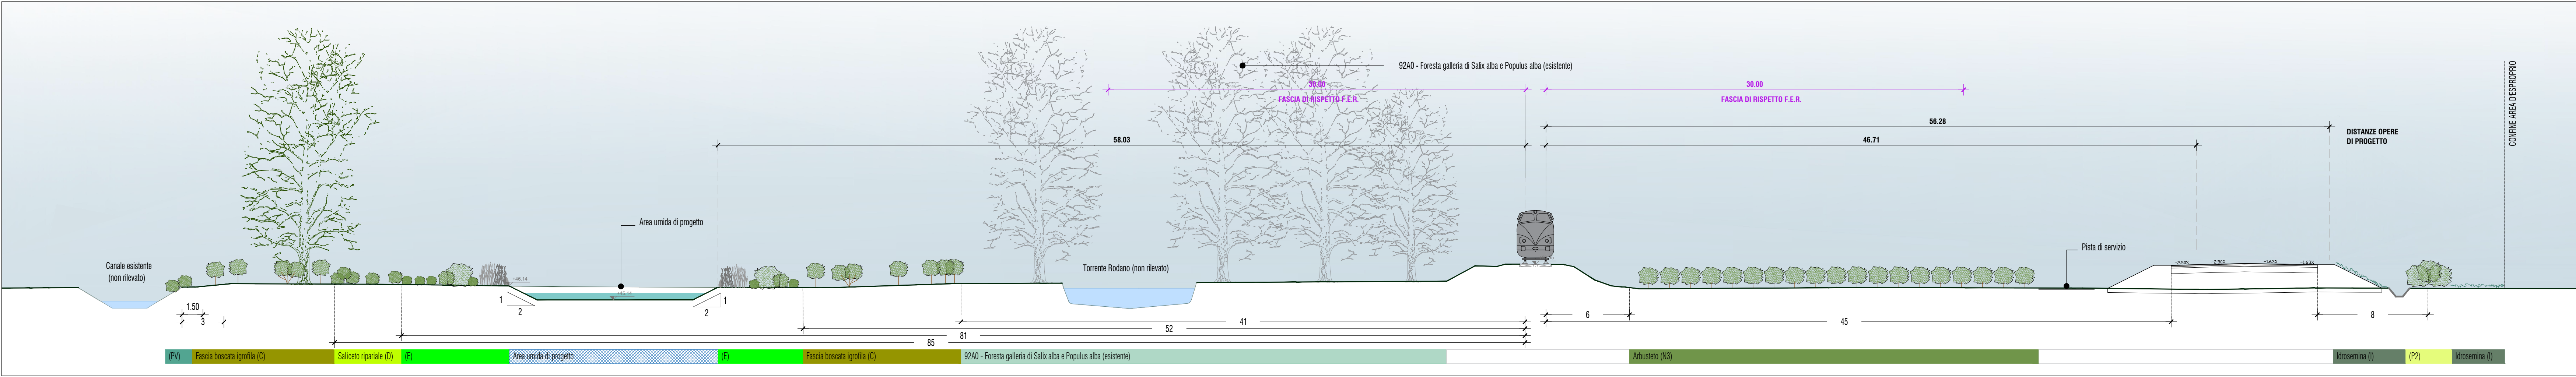 92A0 - Foresta galleria di Salix alba e Populus alba (esistente)
30.00
FASCIA DI RISPETTO F.E.R.
30.00
FASCIA DI RISPETTO F.E.R.
56.28
58.03
46.71
DISTANZE OPERE
DI PROGETTO
CONFINE AREA D'ESPROPRIO
Area umida di progetto
Pista di servizio
Canale esistente
(non rilevato)
Torrente Rodano (non rilevato)
-2.50%
-2.50%
1
2
1
2
1.50
3
41
52
81
85
6
45
8
(PV)
Fascia boscata igrofila (C)
Saliceto ripariale (D)
(E)
Area umida di progetto
(E)
Fascia boscata igrofila (C)
92A0 - Foresta galleria di Salix alba e Populus alba (esistente)
Arbusteto (N3)
Idrosemina (I)
(P2)
Idrosemina (I)